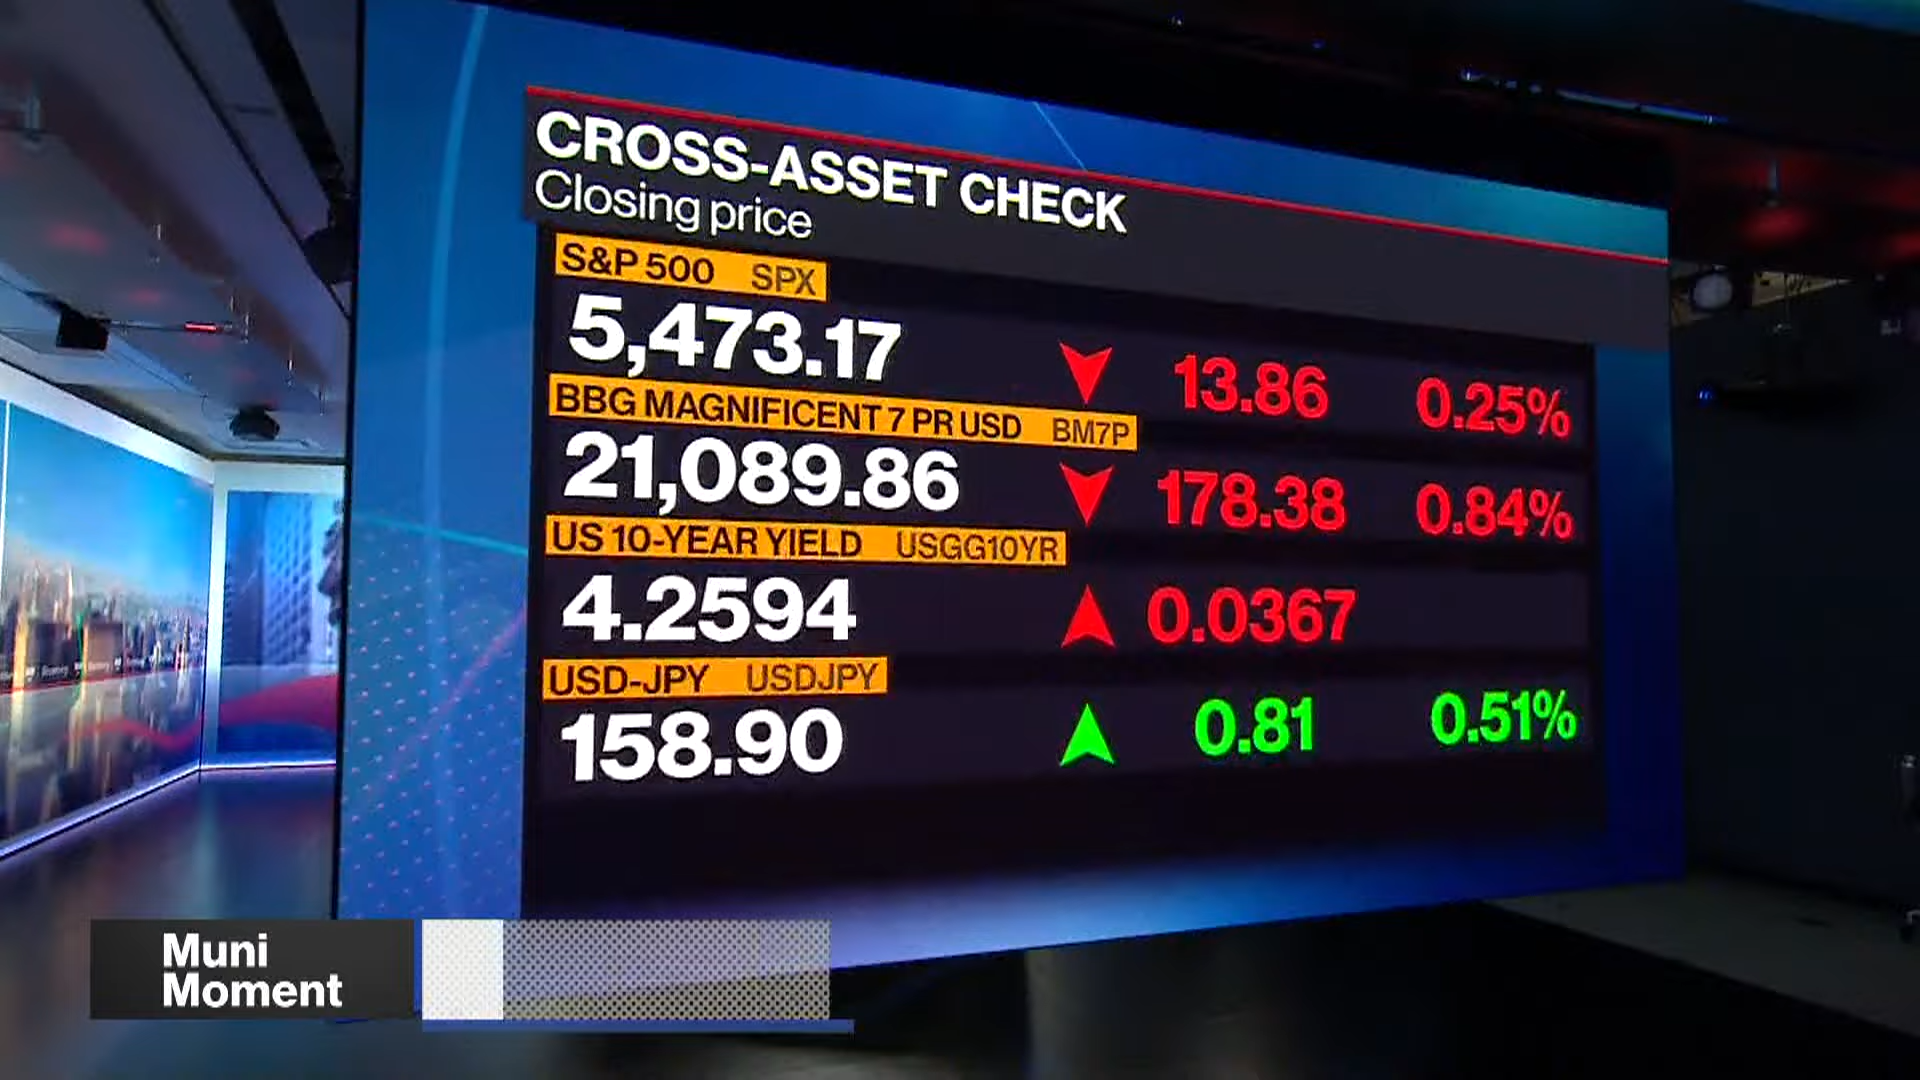 CROSS-ASSET CHECK
Closing price
S&P 500 SPX
5,473.17 13.86 0.25%
BBG MAGNIFICENT 7 PR USD BM7P
21,089.86 178.38 0.84%
US 10-YEAR YIELD USGG10YR
4.2594 0.0367
USD-JPY USDJPY
158.90 0.81 0.51%
Muni
Moment